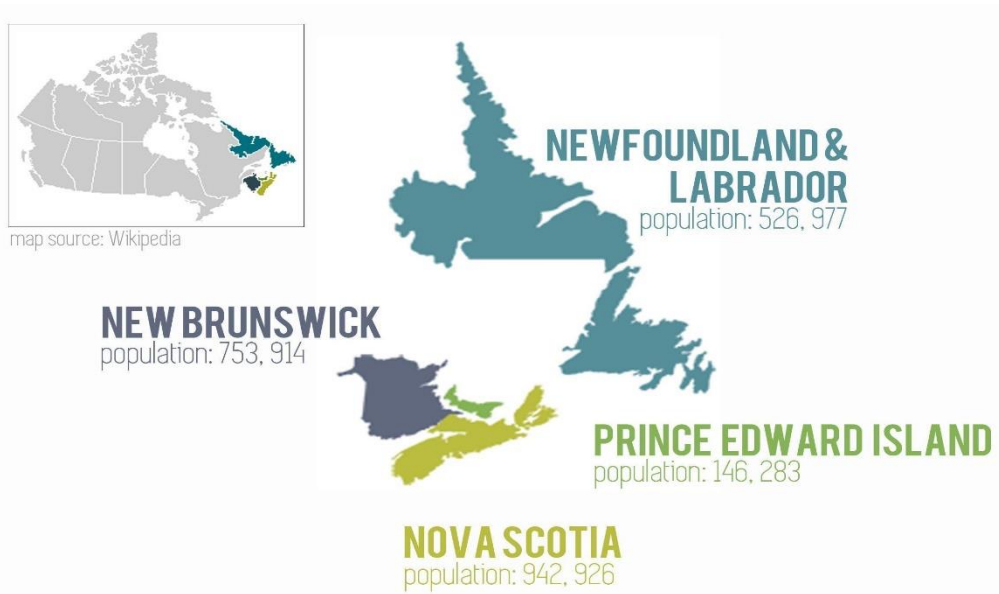 map source: Wikipedia
NEWFOUNDLAND &
LABRADOR
population: 526, 977
NEW BRUNSWICK
population: 753, 914
PRINCE EDWARD ISLAND
population: 146, 283
NOVA SCOTIA
population: 942, 926